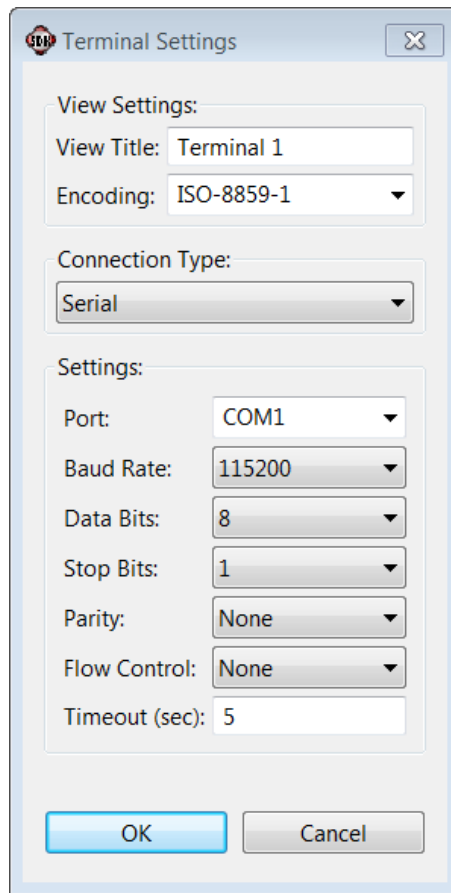 SDK Terminal Settings
View Settings:
View Title: Terminal 1
Encoding: ISO-8859-1
Connection Type:
Serial
Settings:
Port: COM1
Baud Rate: 115200
Data Bits: 8
Stop Bits: 1
Parity: None
Flow Control: None
Timeout (sec): 5
OK Cancel